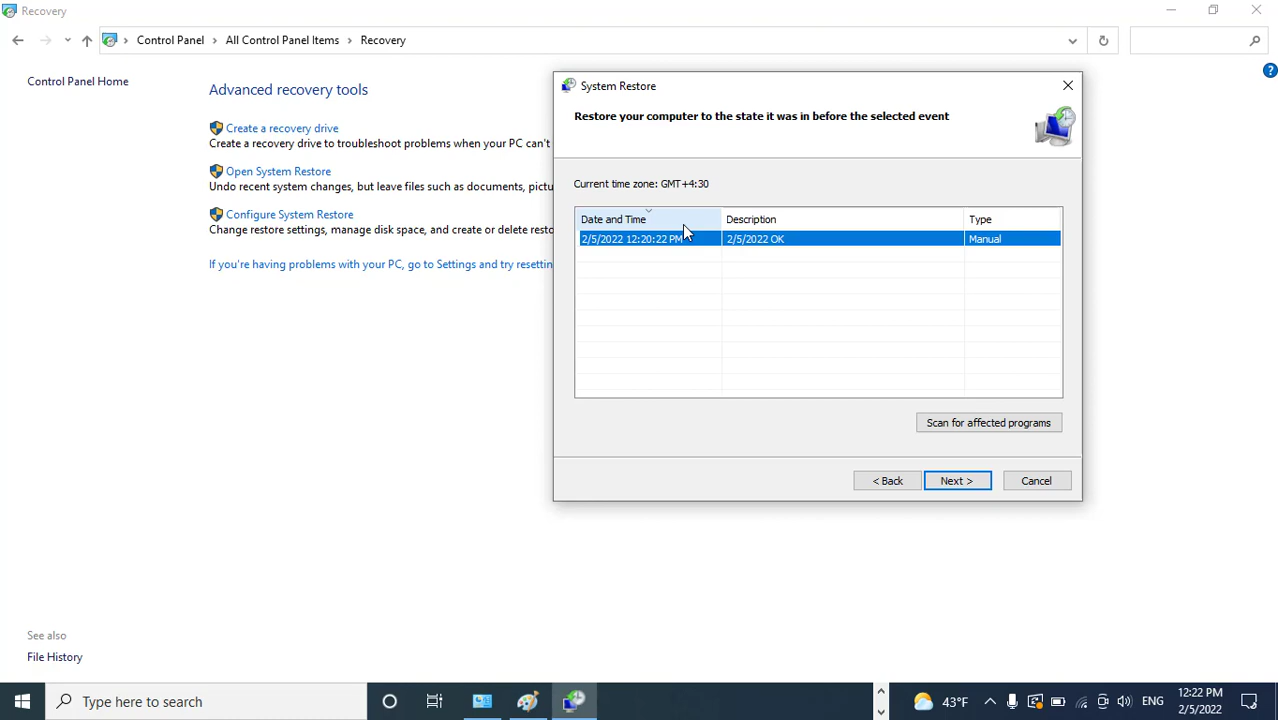 Recovery
Control Panel > All Control Panel Items > Recovery
Control Panel Home
Advanced recovery tools
Create a recovery drive
Create a recovery drive to troubleshoot problems when your PC can't
Open System Restore
Undo recent system changes, but leave files such as documents, pictu
Configure System Restore
Change restore settings, manage disk space, and create or delete resto
If you're having problems with your PC, go to Settings and try resettin
See also
File History
System Restore
Restore your computer to the state it was in before the selected event
Current time zone: GMT+4:30
Date and Time Description Type
2/5/2022 12:20:22 PM 2/5/2022 OK Manual
Scan for affected programs
< Back Next > Cancel
Type here to search
43°F ENG 12:22 PM
2/5/2022